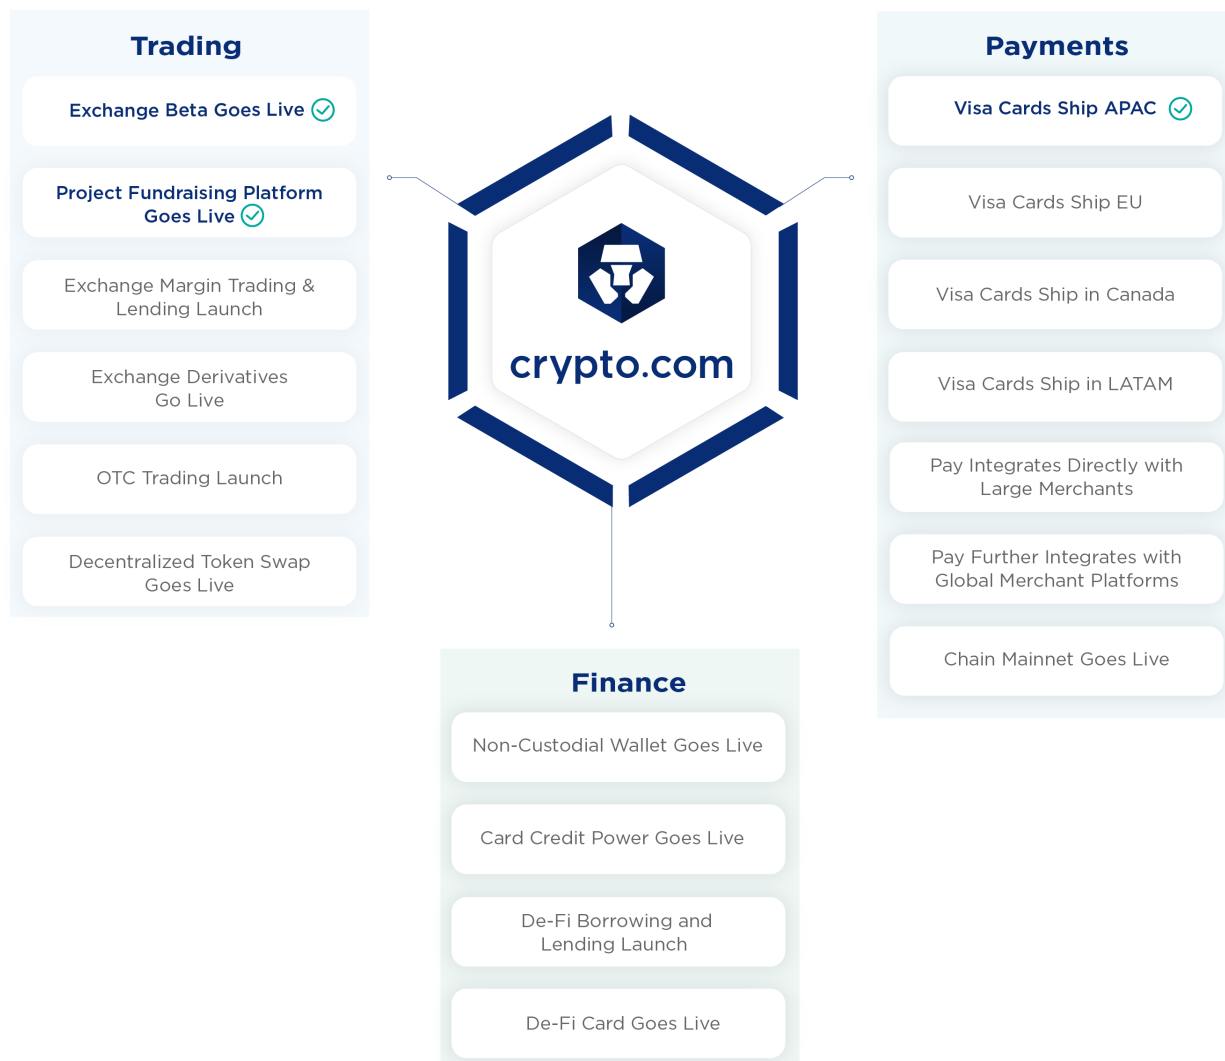 Trading
Exchange Beta Goes Live
Project Fundraising Platform
Goes Live
Exchange Margin Trading &
Lending Launch
Exchange Derivatives
Go Live
OTC Trading Launch
Decentralized Token Swap
Goes Live
crypto.com
Payments
Visa Cards Ship APAC
Visa Cards Ship EU
Visa Cards Ship in Canada
Visa Cards Ship in LATAM
Pay Integrates Directly with
Large Merchants
Pay Further Integrates with
Global Merchant Platforms
Chain Mainnet Goes Live
Finance
Non-Custodial Wallet Goes Live
Card Credit Power Goes Live
De-Fi Borrowing and
Lending Launch
De-Fi Card Goes Live